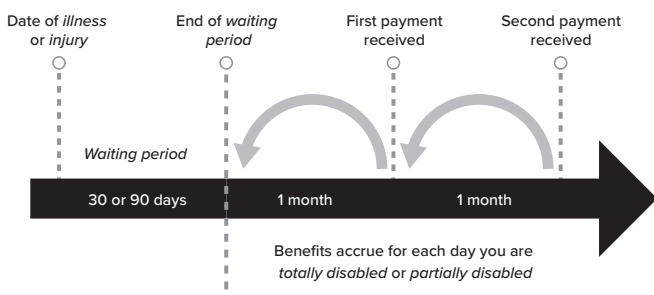 Date of illness
or injury
End of waiting
period
First payment
received
Second payment
received
Waiting period
30 or 90 days
1 month
1 month
Benefits accrue for each day you are
totally disabled or partially disabled